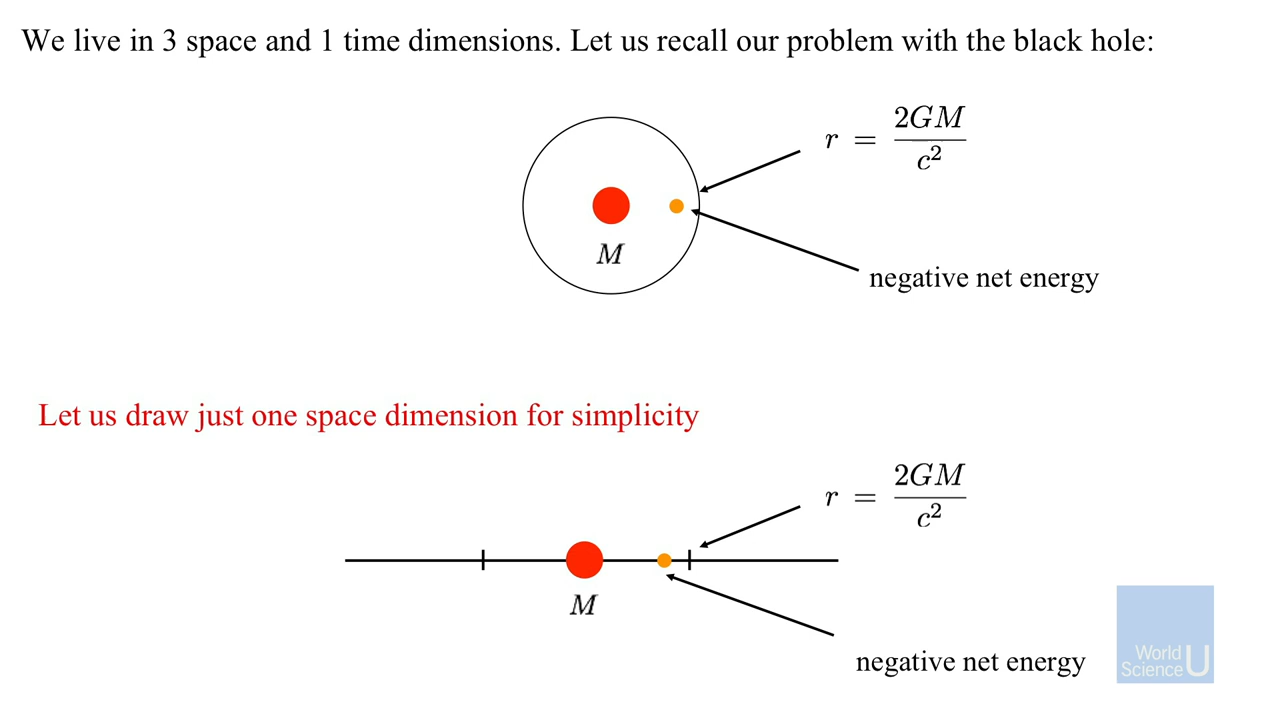 We live in 3 space and 1 time dimensions. Let us recall our problem with the black hole:
r = 2GM/c²
M
negative net energy
Let us draw just one space dimension for simplicity
r = 2GM/c²
M
negative net energy
World
Science U